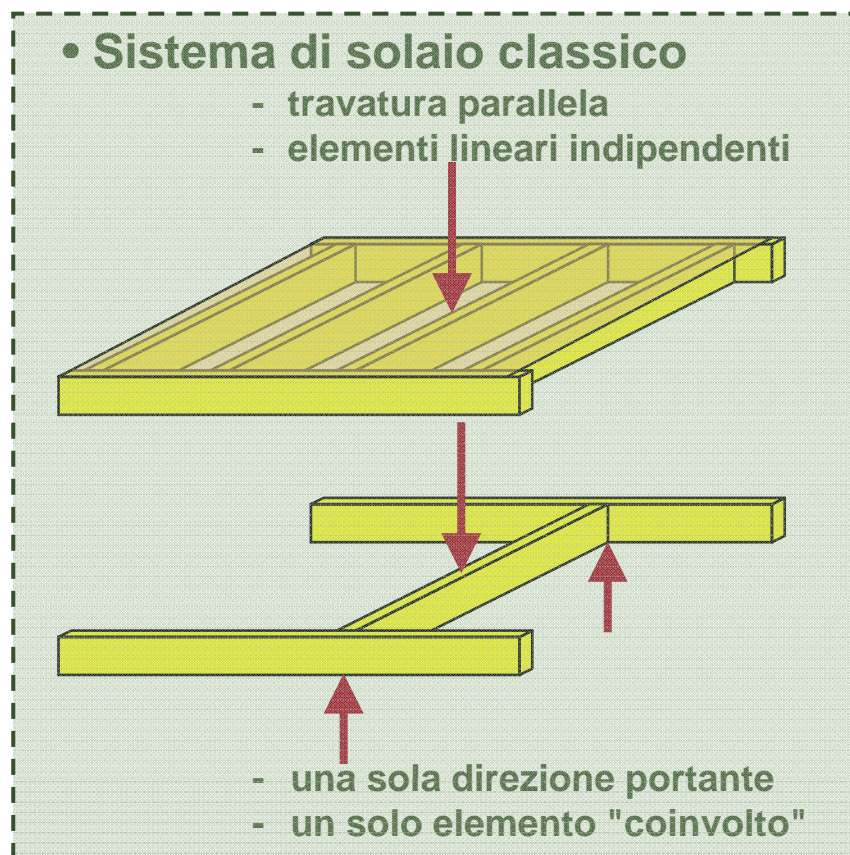 • Sistema di solaio classico
- travatura parallela
- elementi lineari indipendenti
- una sola direzione portante
- un solo elemento "coinvolto"